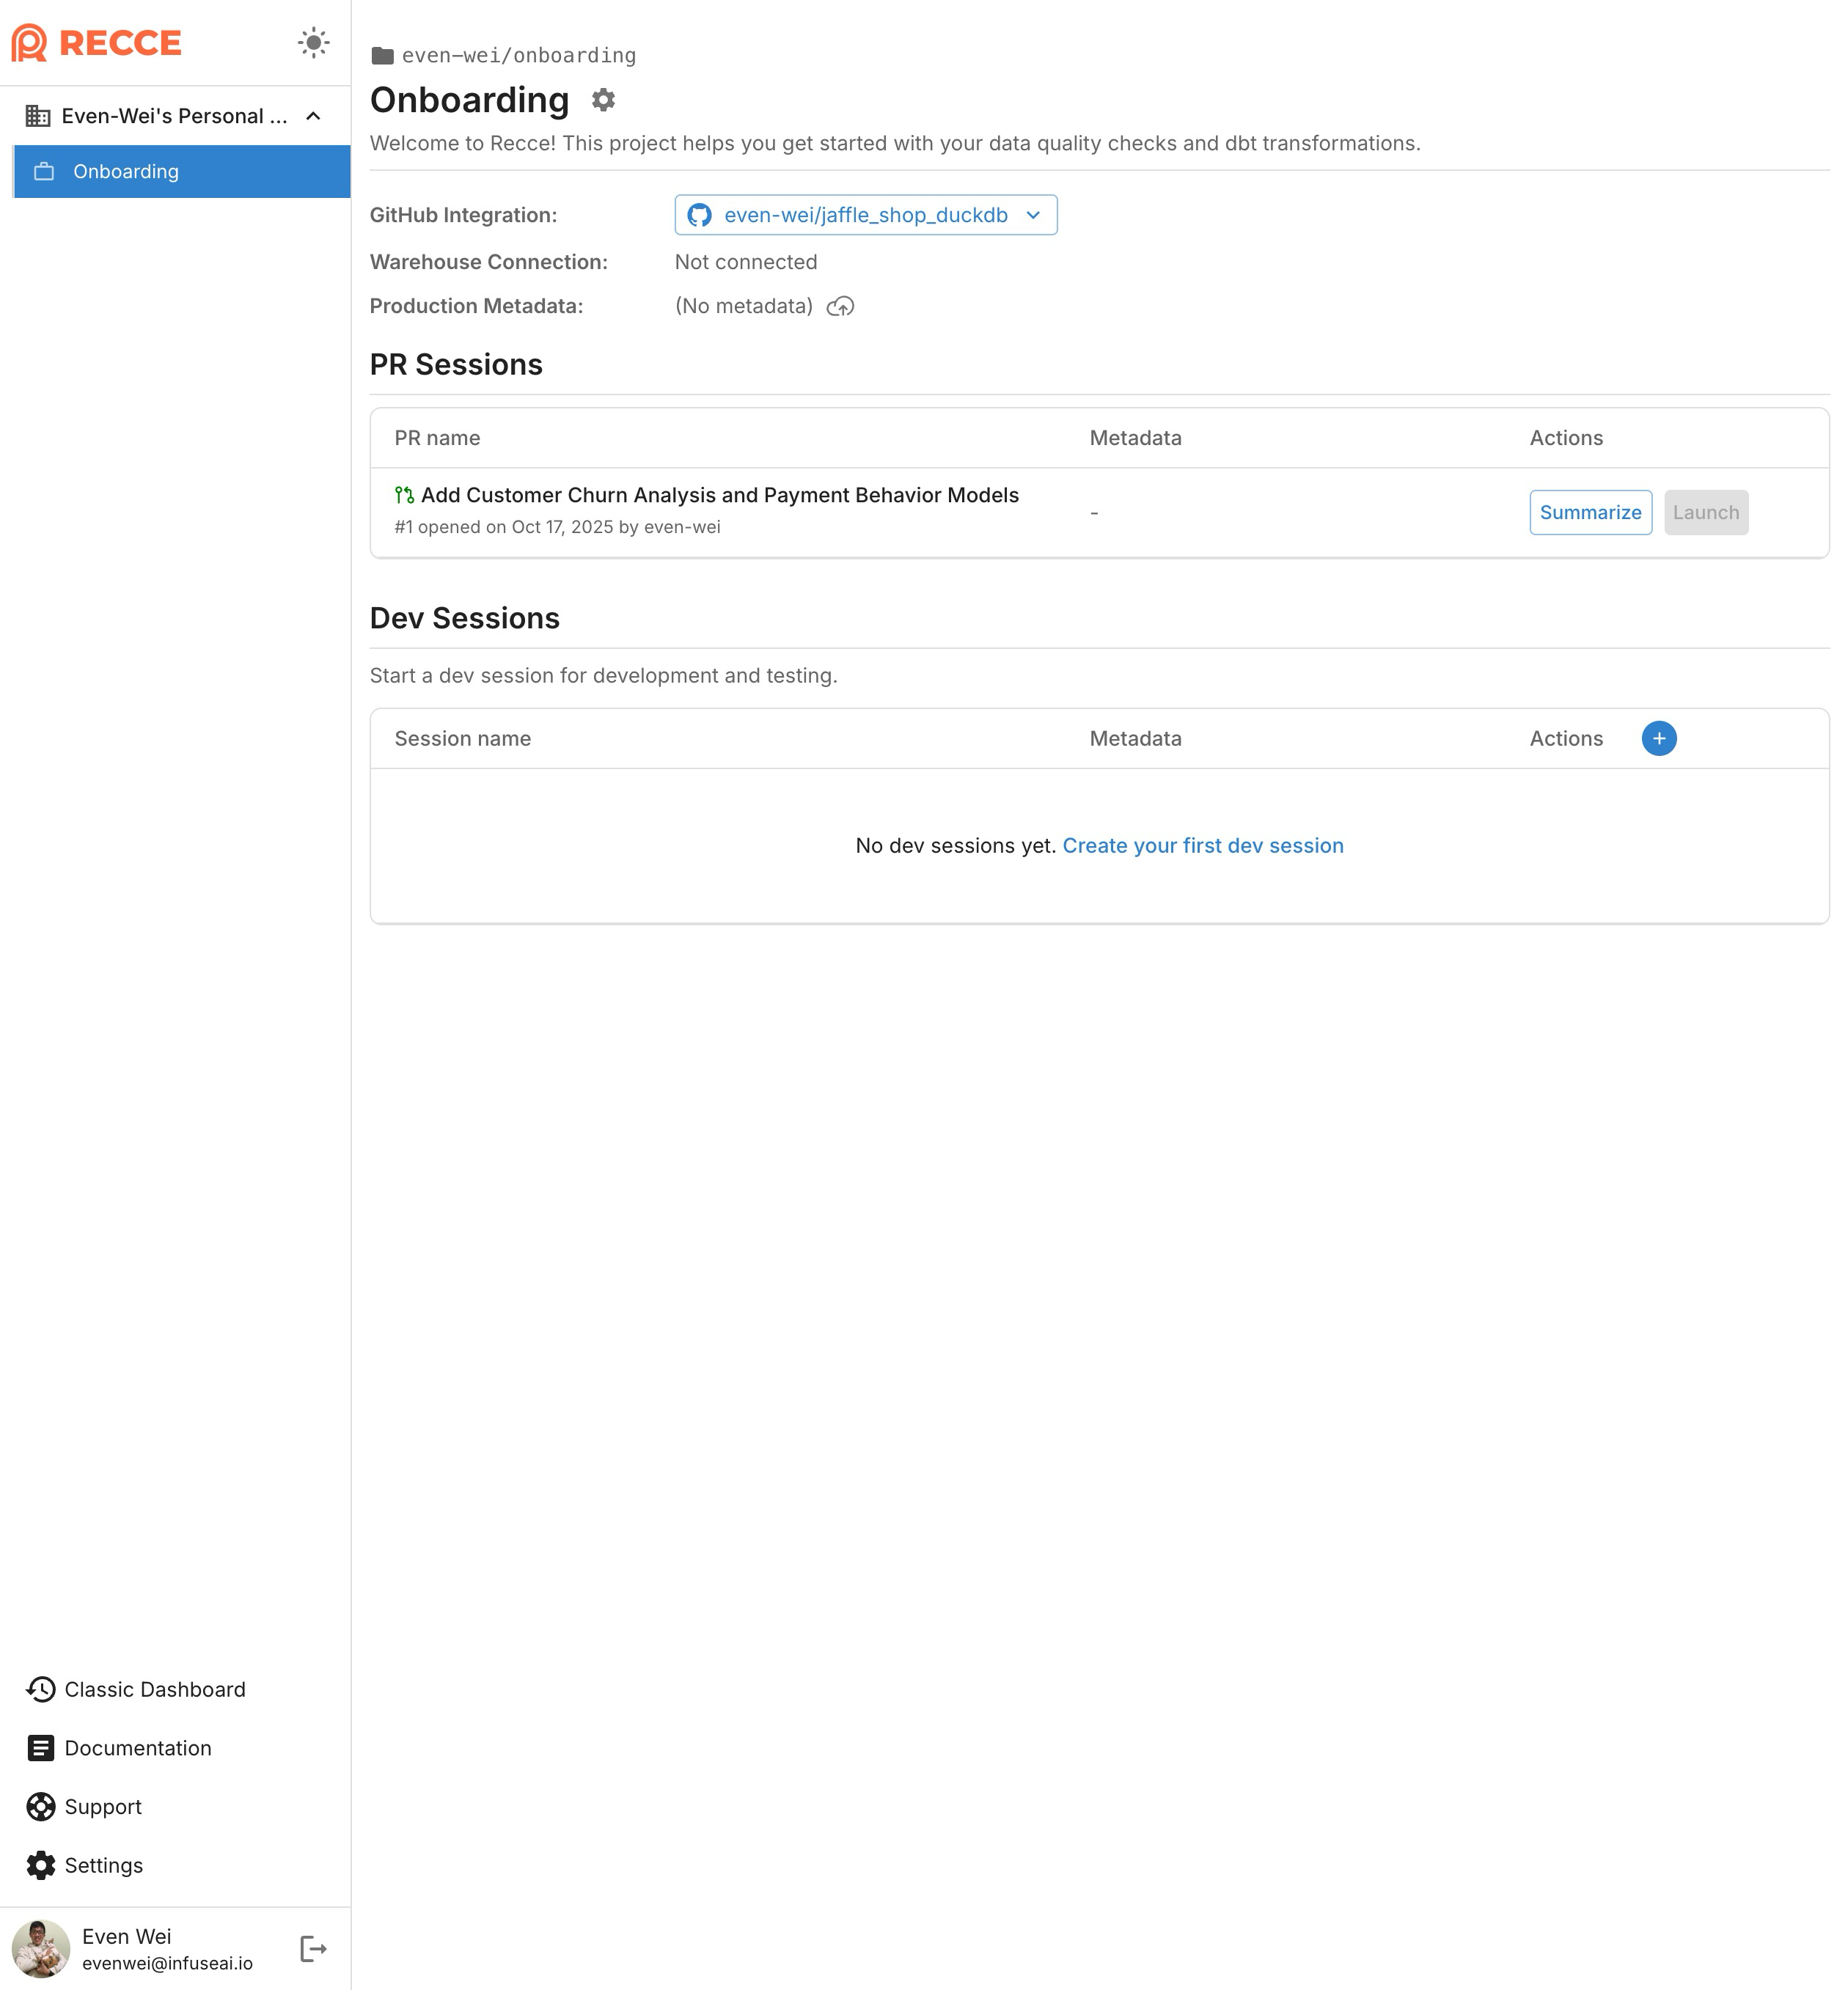 RECCE
Even-Wei's Personal ...
Onboarding
even-wei/onboarding
Onboarding
Welcome to Recce! This project helps you get started with your data quality checks and dbt transformations.
GitHub Integration: even-wei/jaffle_shop_duckdb
Warehouse Connection: Not connected
Production Metadata: (No metadata)
PR Sessions
PR name Metadata Actions
Add Customer Churn Analysis and Payment Behavior Models
#1 opened on Oct 17, 2025 by even-wei
- Summarize Launch
Dev Sessions
Start a dev session for development and testing.
Session name Metadata Actions +
No dev sessions yet. Create your first dev session
Classic Dashboard
Documentation
Support
Settings
Even Wei
evenwei@infuseai.io